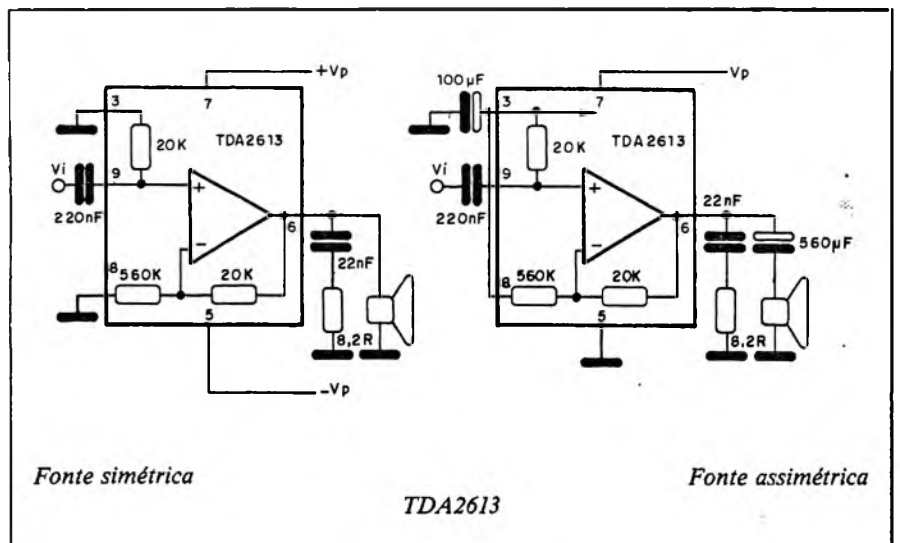 +Vp
3
7
TDA2613
20K
Vi
9
220nF
+
−
6
22nF
8
560K
20K
5
8,2R
−Vp
100µF
Vp
3
7
TDA2613
20K
Vi
9
220nF
+
−
6
22nF
560µF
8
560K
20K
5
8,2R
Fonte simétrica
Fonte assimétrica
TDA2613